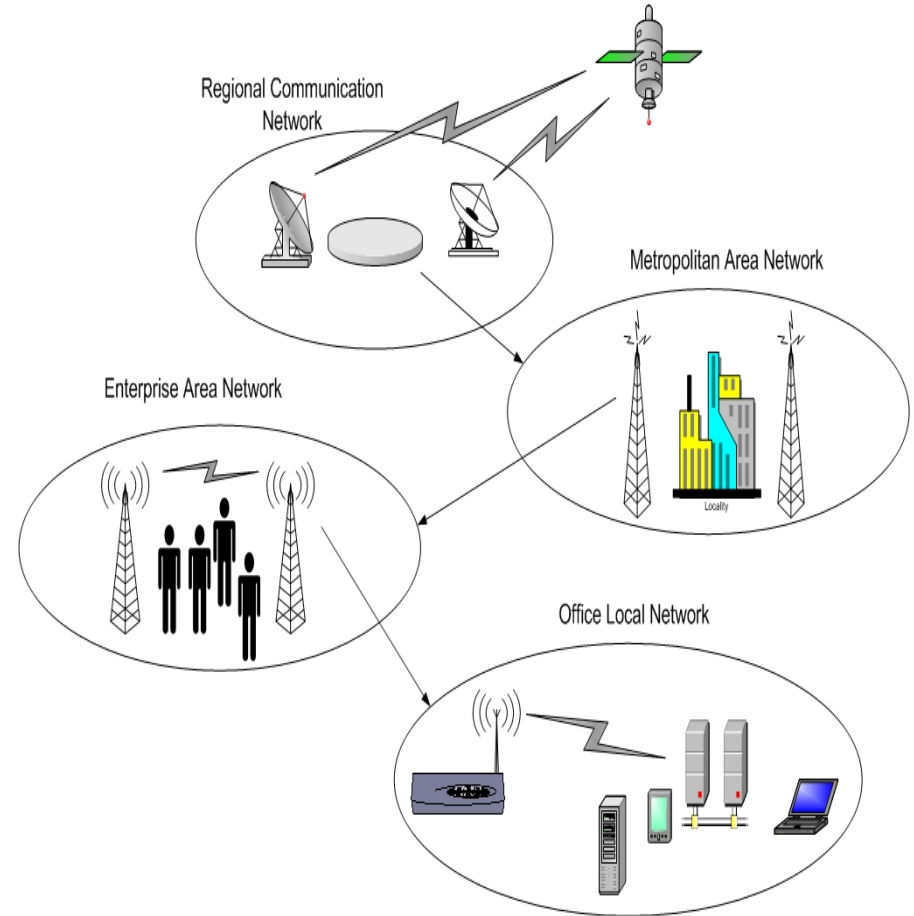 Regional Communication
Network
Metropolitan Area Network
Enterprise Area Network
Locality
Office Local Network